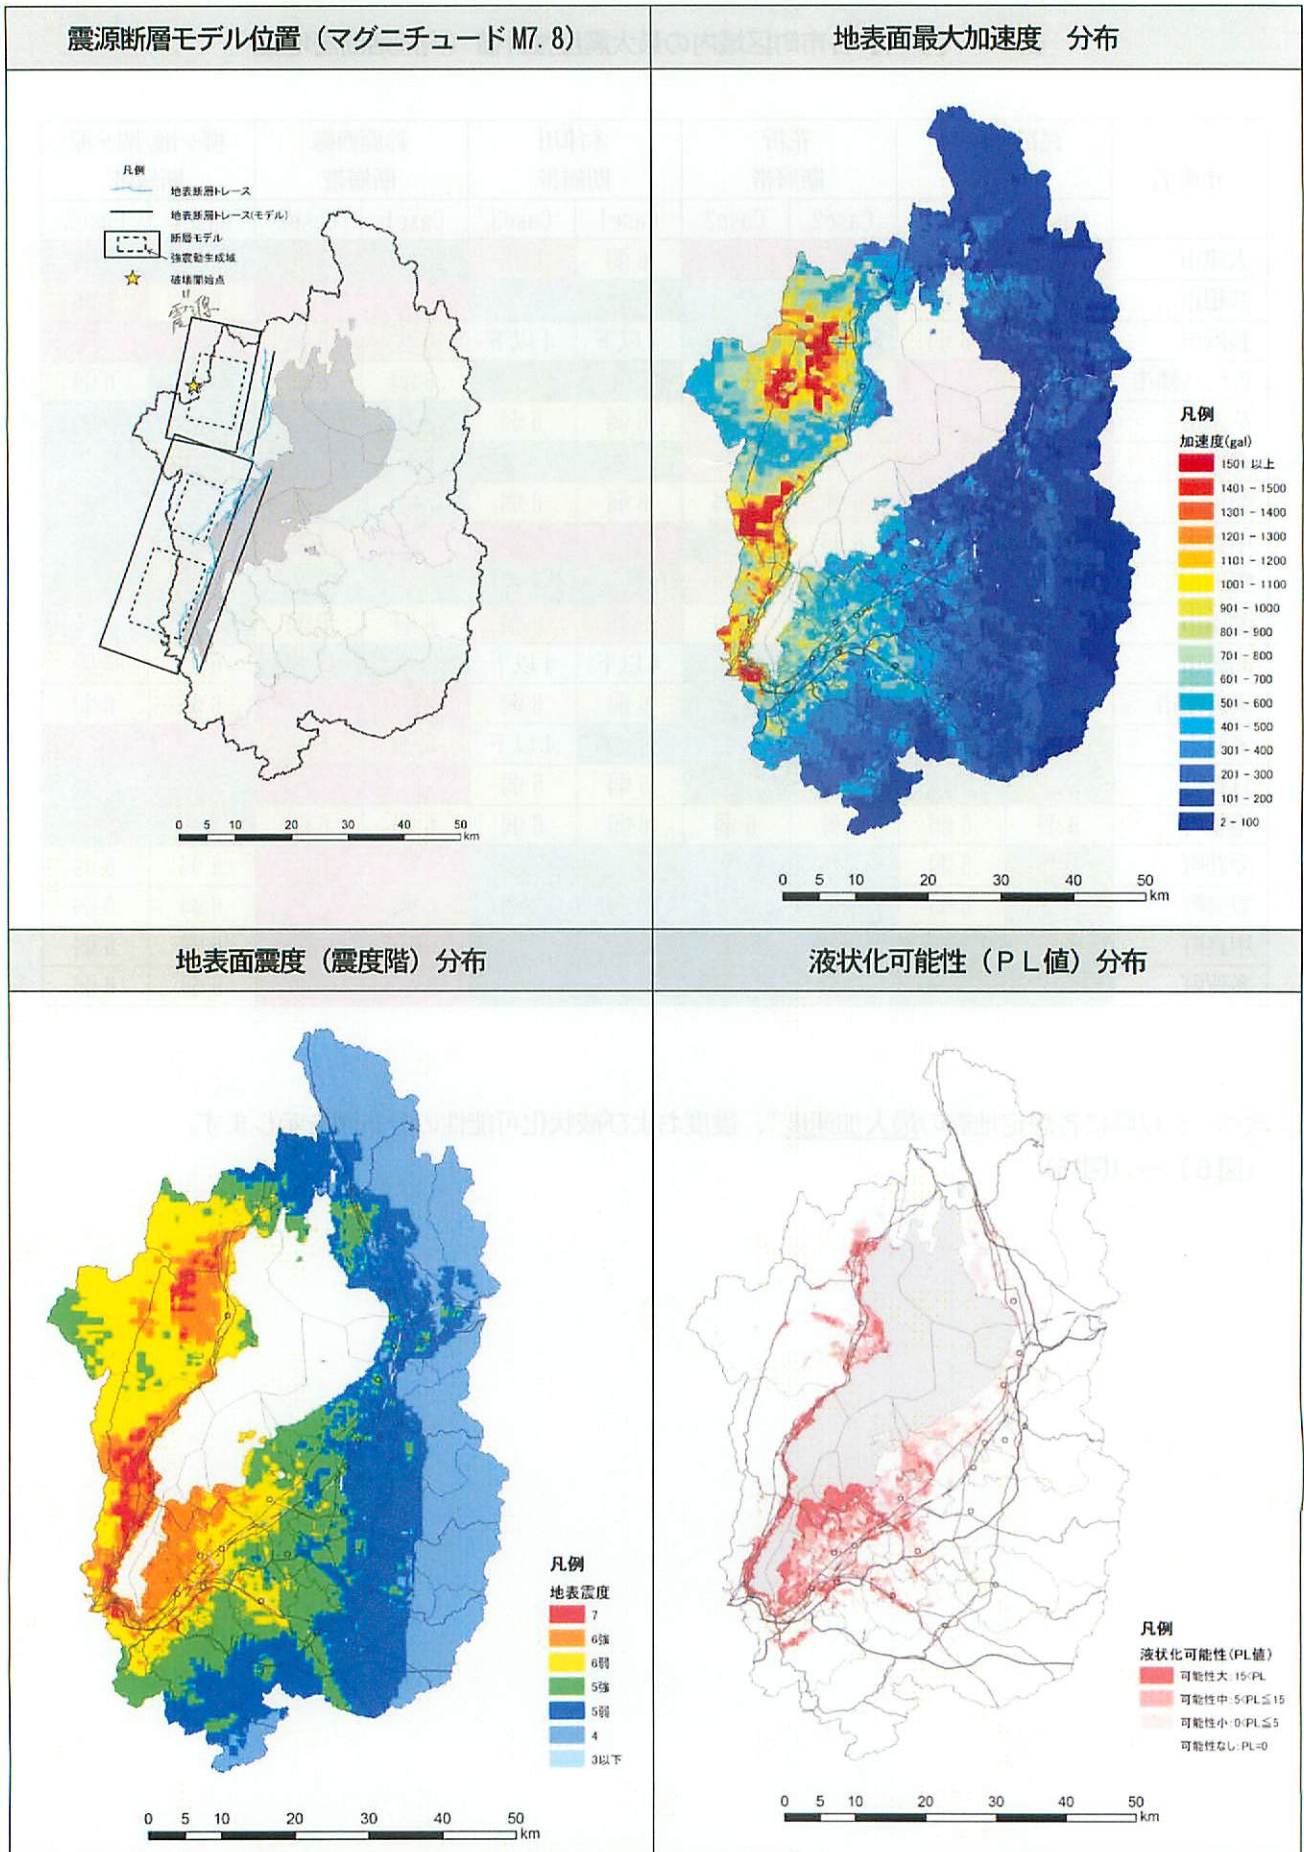 震源断層モデル位置（マグニチュードM7.8）
凡例
地表断層トレース
地表断層トレース(モデル)
断層モデル
強震動生成域
破壊開始点
震源
0 5 10 20 30 40 50
km
地表面最大加速度　分布
凡例
加速度(gal)
1501 以上
1401 - 1500
1301 - 1400
1201 - 1300
1101 - 1200
1001 - 1100
901 - 1000
801 - 900
701 - 800
601 - 700
501 - 600
401 - 500
301 - 400
201 - 300
101 - 200
2 - 100
0 5 10 20 30 40 50
km
地表面震度（震度階）分布
凡例
地表震度
7
6強
6弱
5強
5弱
4
3以下
0 5 10 20 30 40 50
km
液状化可能性（ＰＬ値）分布
凡例
液状化可能性(PL値)
可能性大:15<PL
可能性中:5<PL≦15
可能性小:0<PL≦5
可能性なし:PL=0
0 5 10 20 30 40 50
km